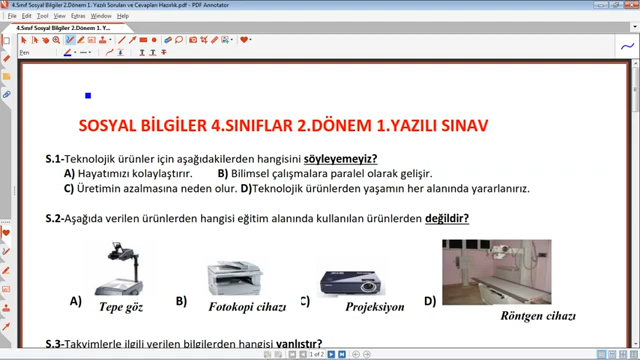 4.Sınıf Sosyal Bilgiler 2.Dönem 1. Yazılı Soruları ve Cevapları Hazırlık.pdf - PDF Annotator
File Edit Tool View Extras Window Help
4.Sınıf Sosyal Bilgiler 2.Dönem 1. Y...
Pen
SOSYAL BİLGİLER 4.SINIFLAR 2.DÖNEM 1.YAZILI SINAV
S.1-Teknolojik ürünler için aşağıdakilerden hangisini söyleyemeyiz?
A) Hayatımızı kolaylaştırır. B) Bilimsel çalışmalara paralel olarak gelişir.
C) Üretimin azalmasına neden olur. D)Teknolojik ürünlerden yaşamın her alanında yararlanırız.
S.2-Aşağıda verilen ürünlerden hangisi eğitim alanında kullanılan ürünlerden değildir?
A) Tepe göz B) Fotokopi cihazı C) Projeksiyon D) Röntgen cihazı
S.3-Takvimlerle ilgili verilen bilgilerden hangisi yanlıştır?
1 of 2